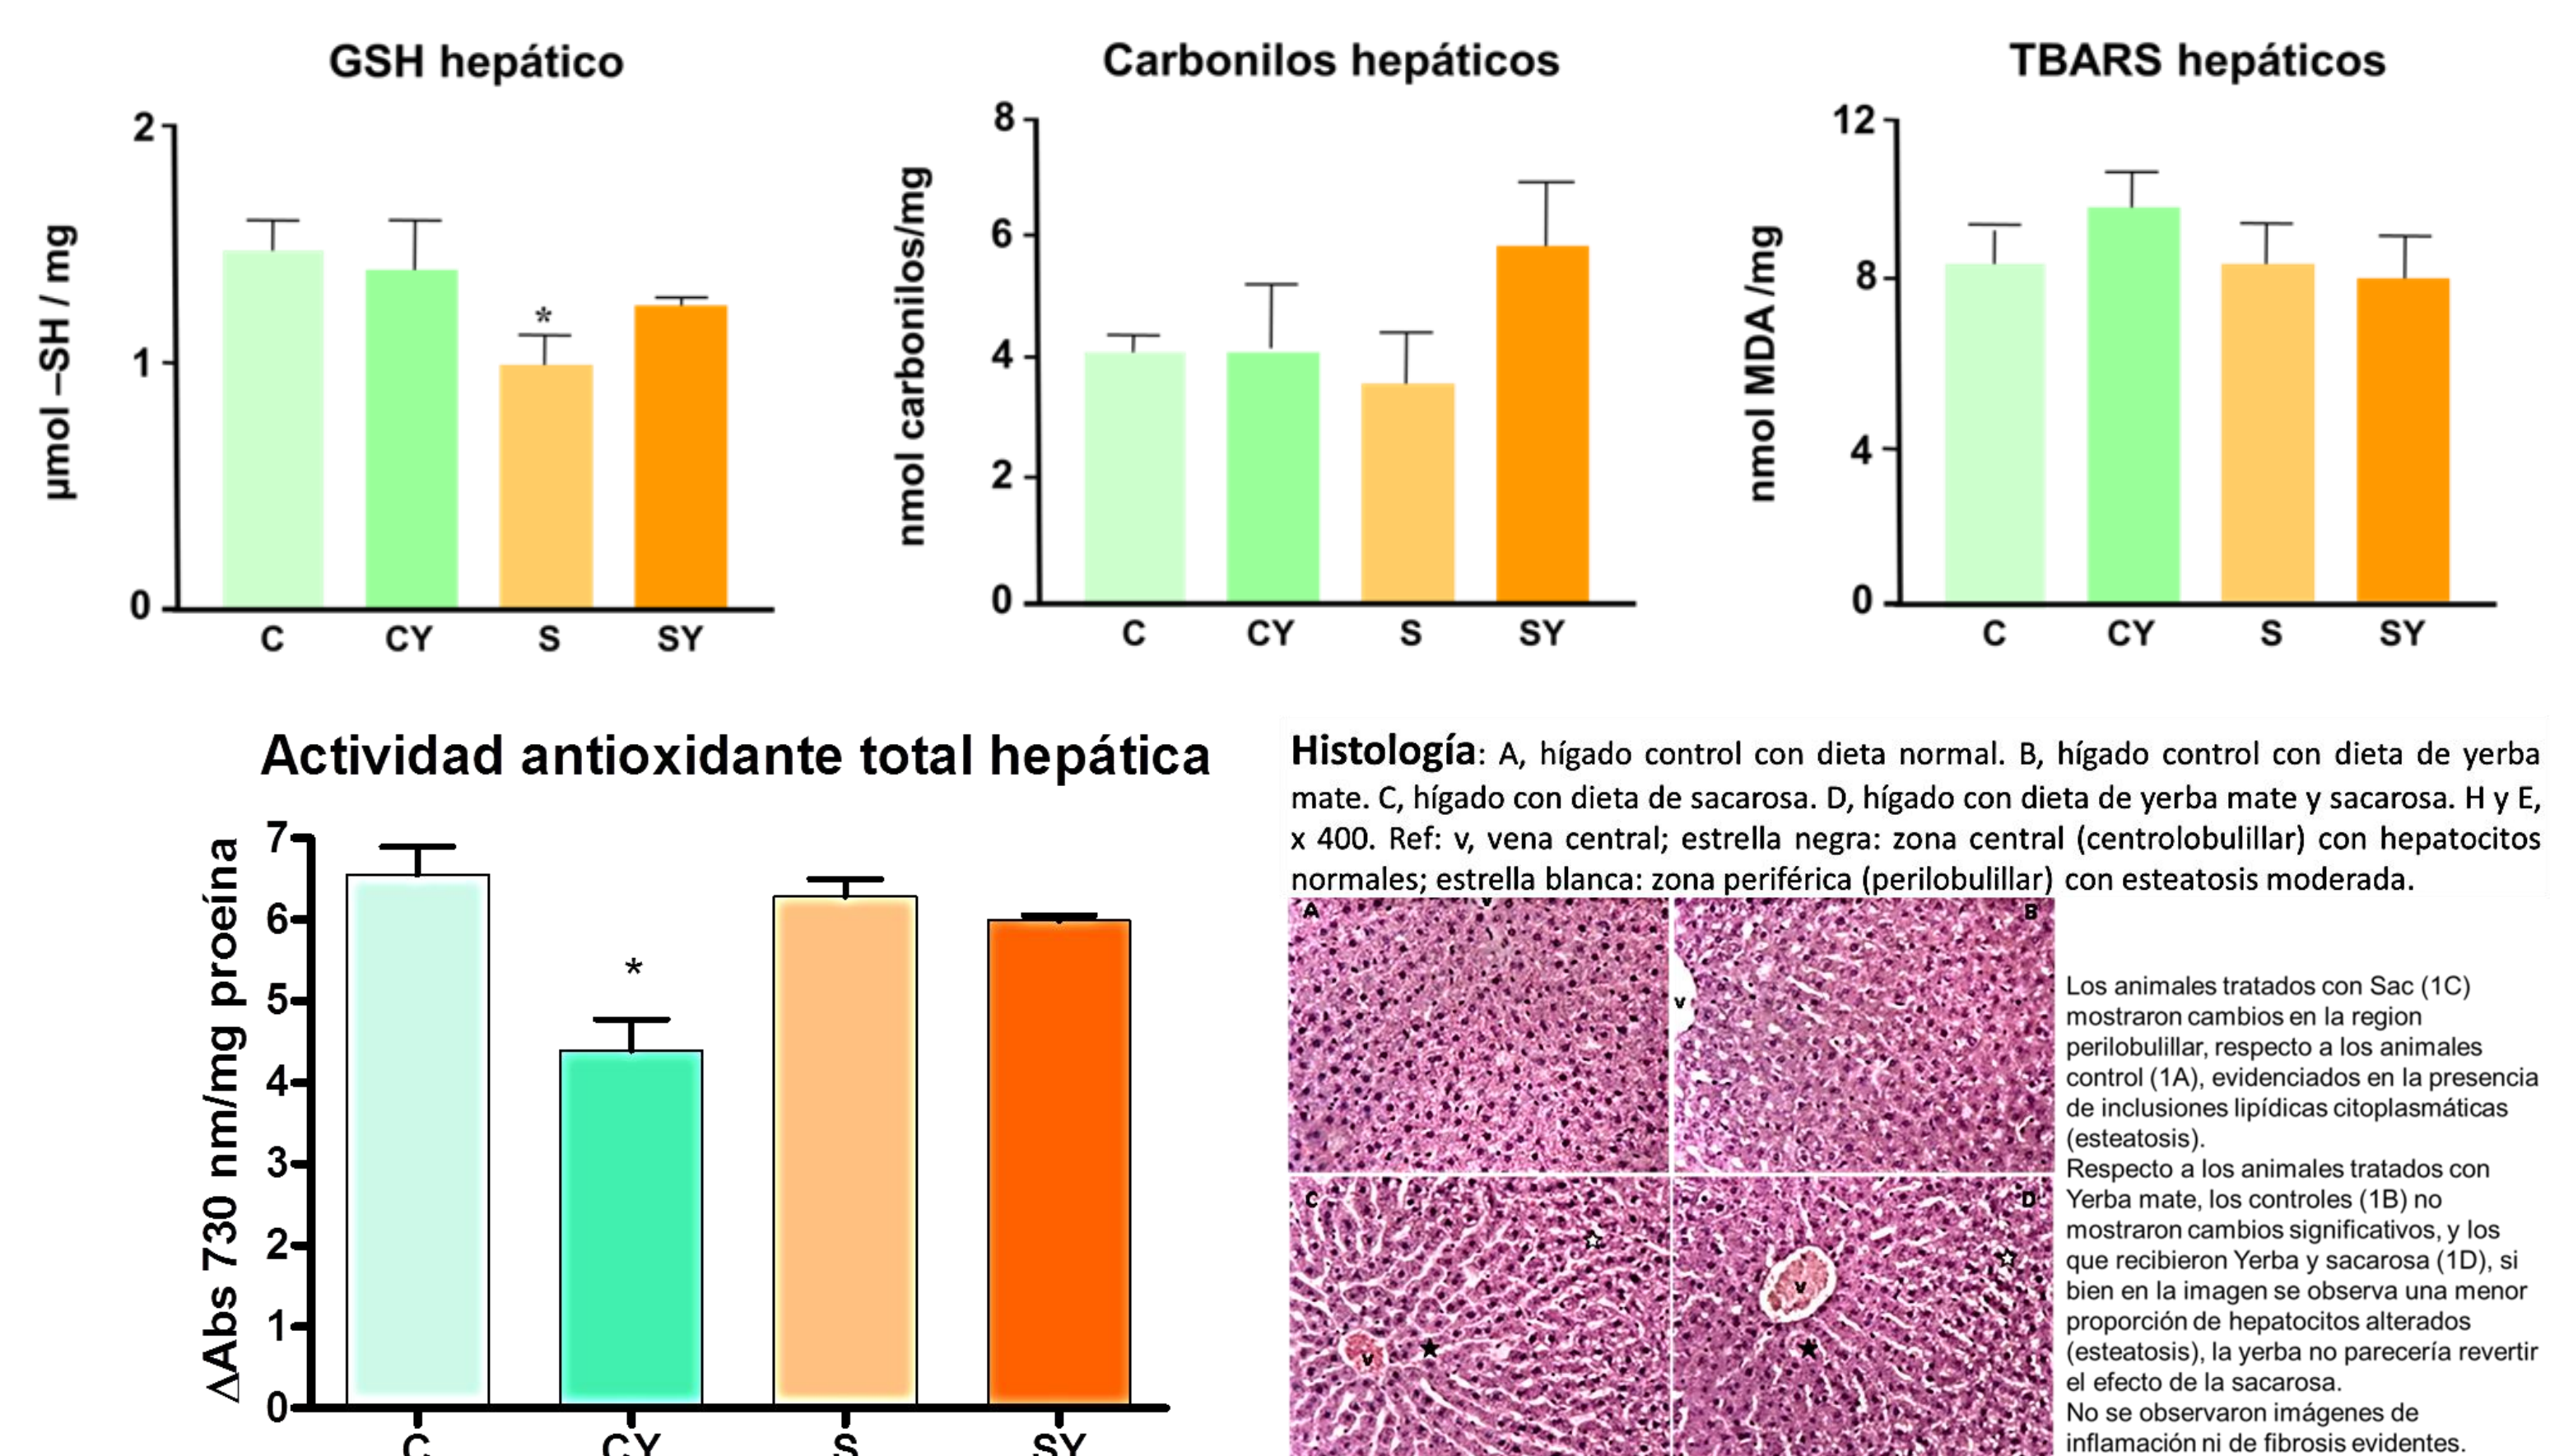 GSH hepático
µmol –SH / mg
2
1
0
C CY S SY
*
Carbonilos hepáticos
nmol carbonilos/mg
8
6
4
2
0
C CY S SY
TBARS hepáticos
nmol MDA /mg
12
8
4
0
C CY S SY
Actividad antioxidante total hepática
ΔAbs 730 nm/mg proeína
7
6
5
4
3
2
1
0
*
C CY S SY
Histología: A, hígado control con dieta normal. B, hígado control con dieta de yerba
mate. C, hígado con dieta de sacarosa. D, hígado con dieta de yerba mate y sacarosa. H y E,
x 400. Ref: v, vena central; estrella negra: zona central (centrolobulillar) con hepatocitos
normales; estrella blanca: zona periférica (perilobulillar) con esteatosis moderada.
A
v
B
v
C
v
D
v
Los animales tratados con Sac (1C)
mostraron cambios en la region
perilobulillar, respecto a los animales
control (1A), evidenciados en la presencia
de inclusiones lipídicas citoplasmáticas
(esteatosis).
Respecto a los animales tratados con
Yerba mate, los controles (1B) no
mostraron cambios significativos, y los
que recibieron Yerba y sacarosa (1D), si
bien en la imagen se observa una menor
proporción de hepatocitos alterados
(esteatosis), la yerba no parecería revertir
el efecto de la sacarosa.
No se observaron imágenes de
inflamación ni de fibrosis evidentes.